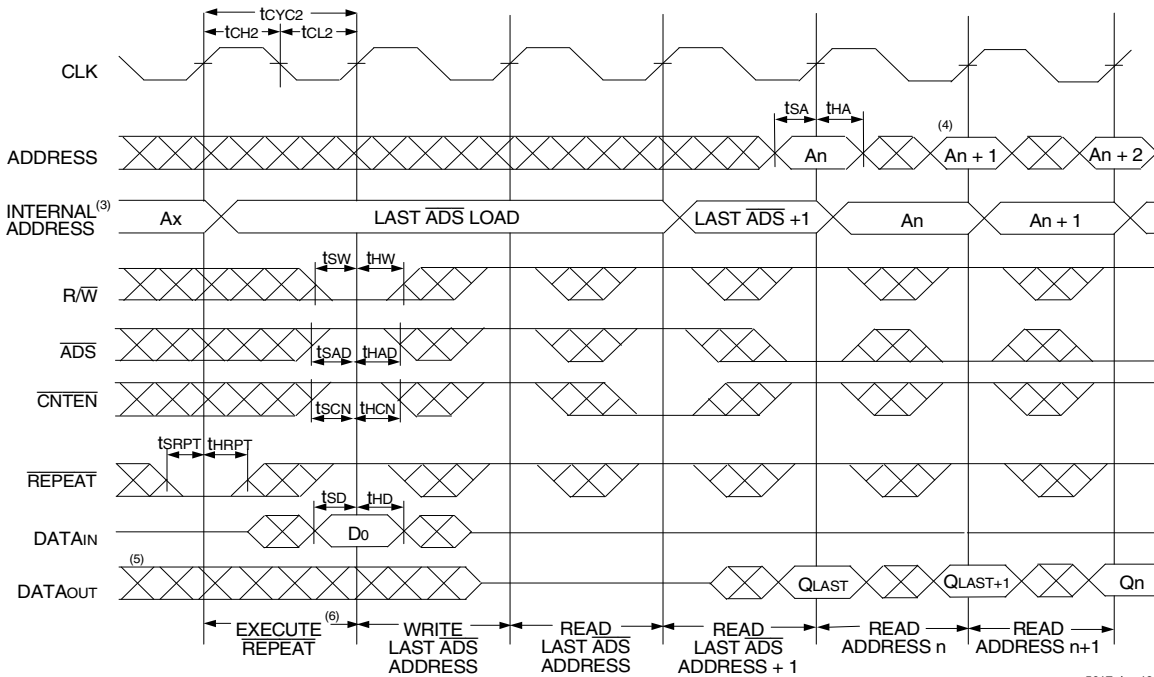 tCYC2
tCH2 tCL2
CLK
tSA tHA
(4)
ADDRESS An An + 1 An + 2
INTERNAL(3)
ADDRESS
Ax LAST ADS LOAD LAST ADS +1 An An + 1
tSW tHW
R/W
ADS
tSAD tHAD
CNTEN
tSCN tHCN
tSRPT tHRPT
REPEAT
tSD tHD
DATAIN D0
(5)
DATAOUT QLAST QLAST+1 Qn
EXECUTE (6)
REPEAT
WRITE
LAST ADS
ADDRESS
READ
LAST ADS
ADDRESS
READ
LAST ADS
ADDRESS + 1
READ
ADDRESS n
READ
ADDRESS n+1